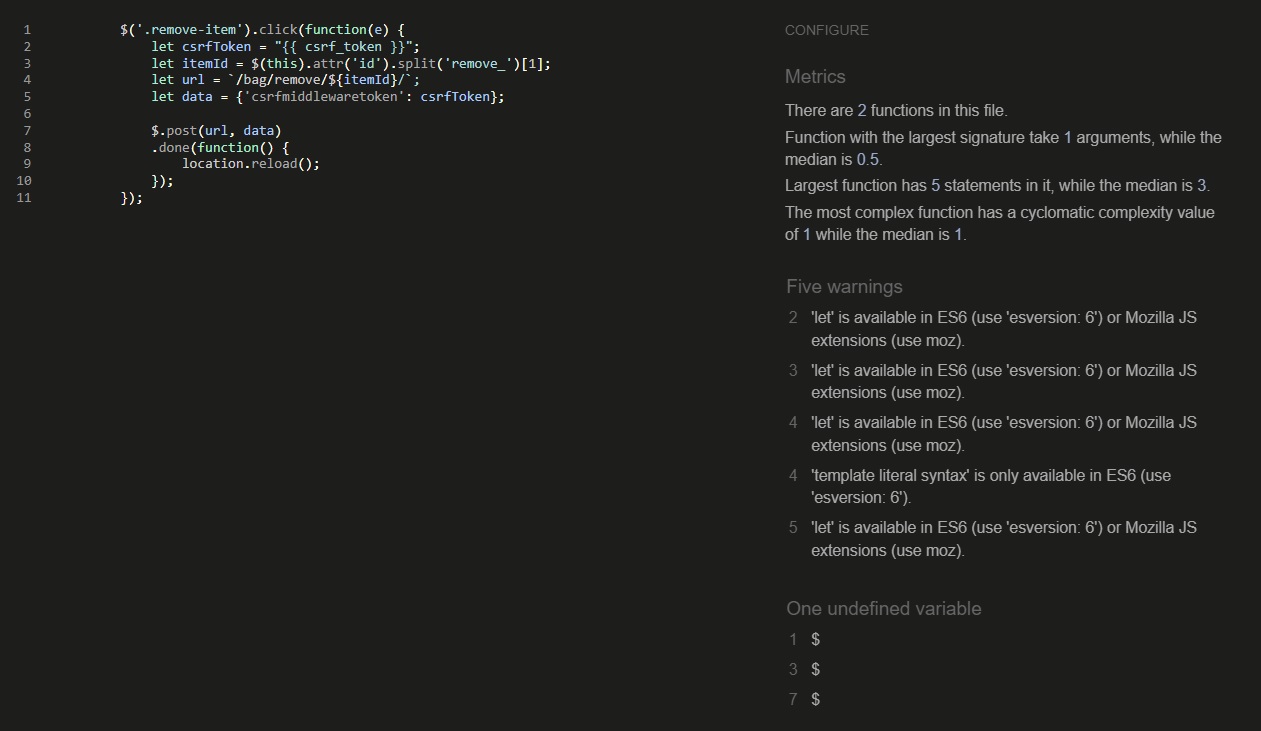 1 $('.remove-item').click(function(e) {
2 let csrfToken = "{{ csrf_token }}";
3 let itemId = $(this).attr('id').split('remove_')[1];
4 let url = `/bag/remove/${itemId}/`;
5 let data = {'csrfmiddlewaretoken': csrfToken};
6
7 $.post(url, data)
8 .done(function() {
9 location.reload();
10 });
11 });
CONFIGURE
Metrics
There are 2 functions in this file.
Function with the largest signature take 1 arguments, while the
median is 0.5.
Largest function has 5 statements in it, while the median is 3.
The most complex function has a cyclomatic complexity value
of 1 while the median is 1.
Five warnings
2 'let' is available in ES6 (use 'esversion: 6') or Mozilla JS
extensions (use moz).
3 'let' is available in ES6 (use 'esversion: 6') or Mozilla JS
extensions (use moz).
4 'let' is available in ES6 (use 'esversion: 6') or Mozilla JS
extensions (use moz).
4 'template literal syntax' is only available in ES6 (use
'esversion: 6').
5 'let' is available in ES6 (use 'esversion: 6') or Mozilla JS
extensions (use moz).
One undefined variable
1 $
3 $
7 $